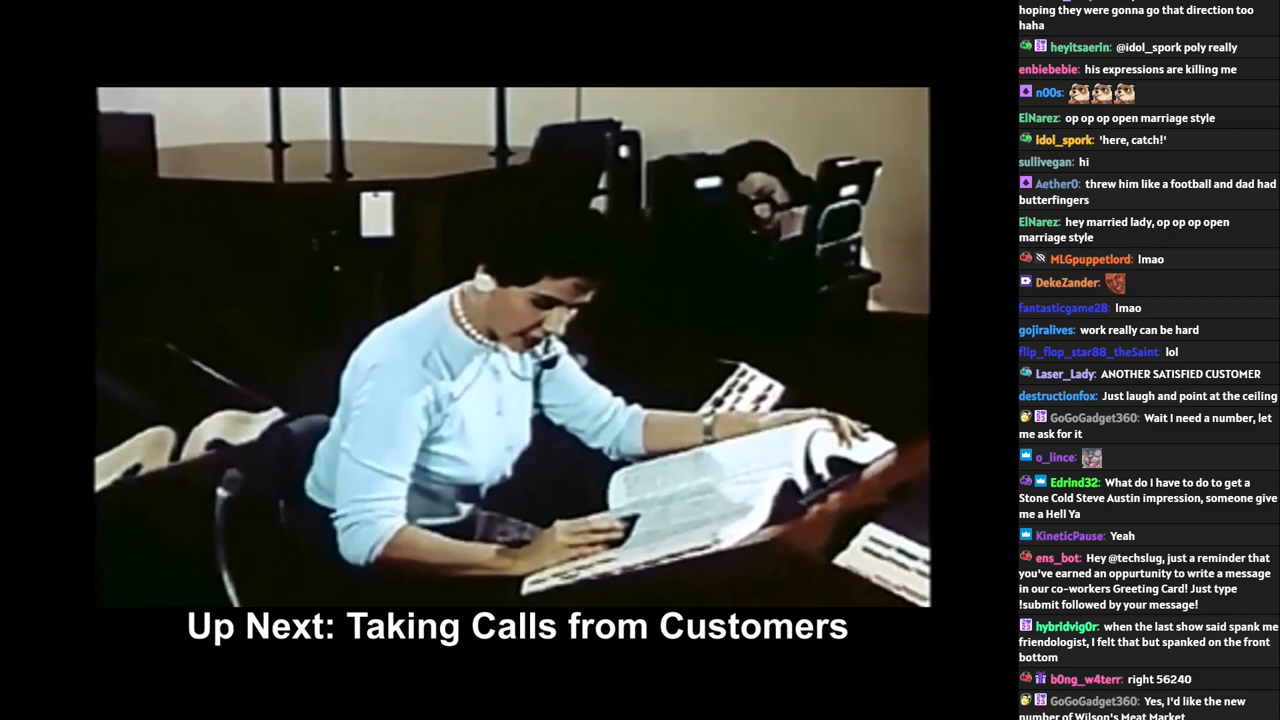 hoping they were gonna go that direction too
haha
heyitsaerin: @idol_spork poly really
enbiebebie: his expressions are killing me
n00s:
ElNarez: op op op open marriage style
idol_spork: 'here, catch!'
sullivegan: hi
Aether0: threw him like a football and dad had
butterfingers
ElNarez: hey married lady, op op op open
marriage style
MLGpuppetlord: lmao
DekeZander:
fantasticgame28: lmao
gojiralives: work really can be hard
flip_flop_star88_theSaint: lol
Laser_Lady: ANOTHER SATISFIED CUSTOMER
destructionfox: Just laugh and point at the ceiling
GoGoGadget360: Wait I need a number, let
me ask for it
o_lince:
Edrind32: What do I have to do to get a
Stone Cold Steve Austin impression, someone give
me a Hell Ya
KineticPause: Yeah
ens_bot: Hey @techslug, just a reminder that
you've earned an oppurtunity to write a message
in our co-workers Greeting Card! Just type
!submit followed by your message!
hybridvig0r: when the last show said spank me
friendologist, I felt that but spanked on the front
bottom
b0ng_w4terr: right 56240
GoGoGadget360: Yes, I'd like the new
number of Wilson's Meat Market
Up Next: Taking Calls from Customers